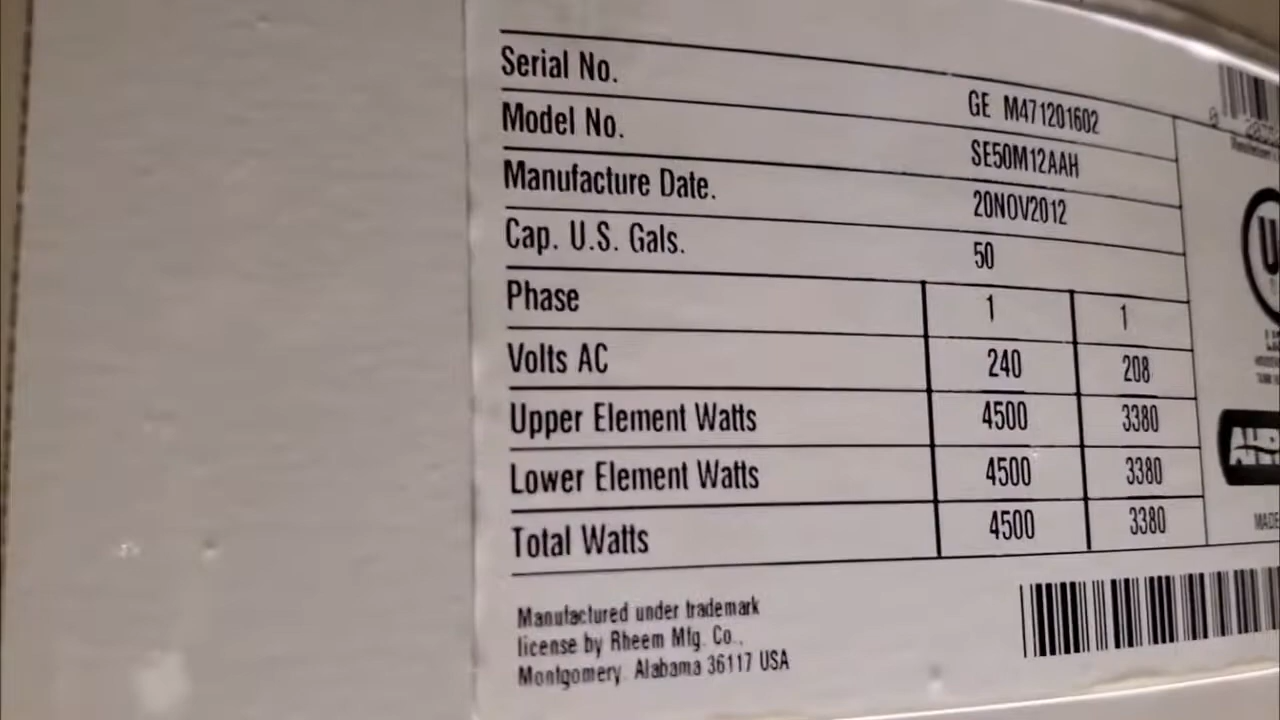 Serial No. GE M471201602
Model No. SE50M12AAH
Manufacture Date. 20NOV2012
Cap. U.S. Gals. 50
Phase 1 1
Volts AC 240 208
Upper Element Watts 4500 3380
Lower Element Watts 4500 3380
Total Watts 4500 3380
Manufactured under trademark
license by Rheem Mfg. Co..
Montgomery. Alabama 36117 USA
MADE